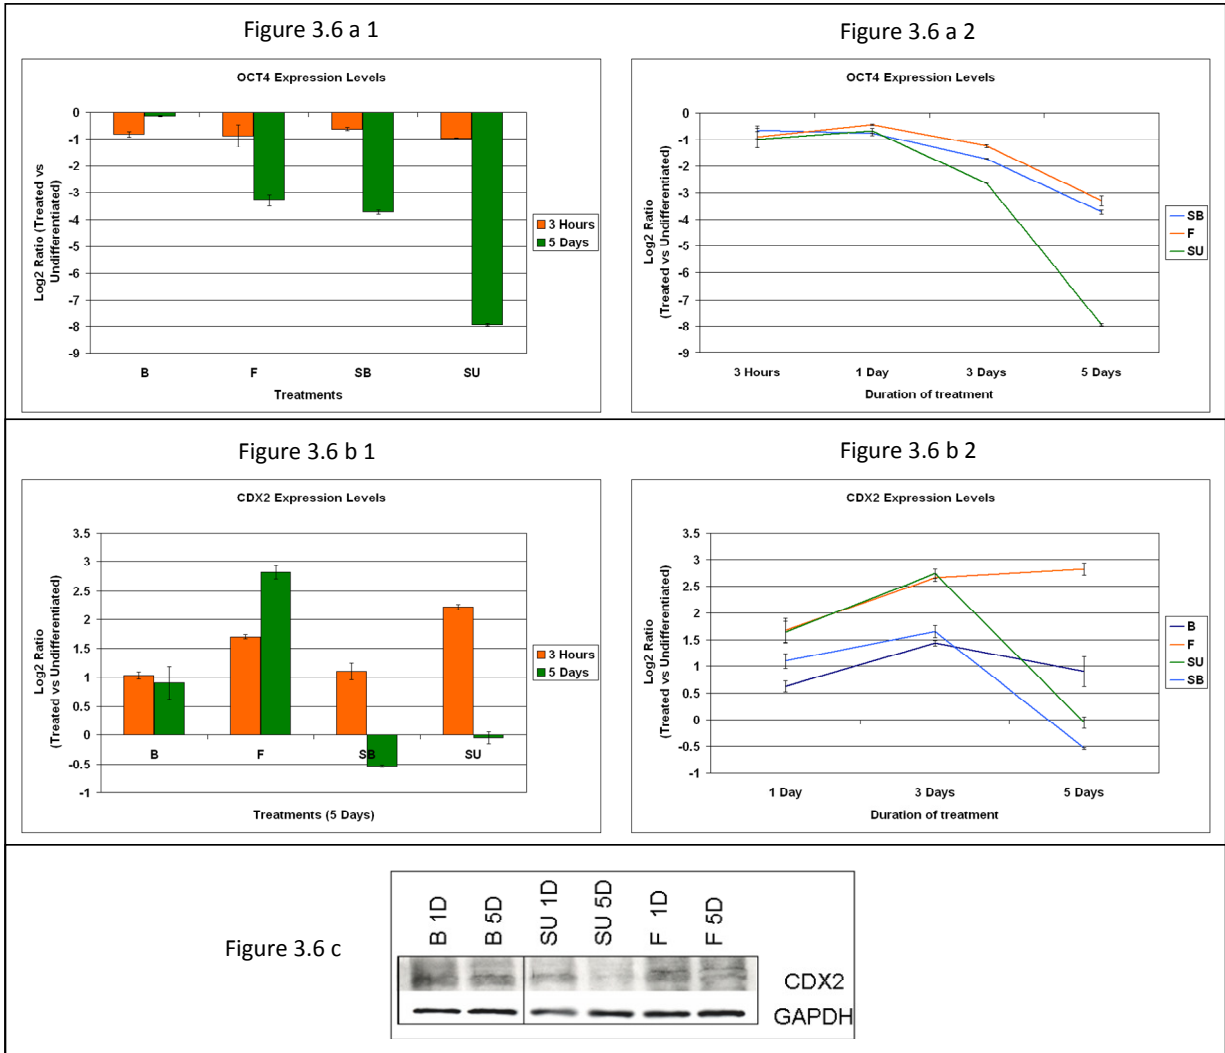 Figure 3.6 a 1
OCT4 Expression Levels
Log2 Ratio (Treated vs
Undifferentiated)
0
-1
-2
-3
-4
-5
-6
-7
-8
-9
B F SB SU
Treatments
3 Hours
5 Days
Figure 3.6 a 2
OCT4 Expression Levels
Log2 Ratio
(Treated vs Undifferentiated)
0
-1
-2
-3
-4
-5
-6
-7
-8
-9
3 Hours 1 Day 3 Days 5 Days
Duration of treatment
SB
F
SU
Figure 3.6 b 1
CDX2 Expression Levels
Log2 Ratio
(Treated vs Undifferentiated)
3.5
3
2.5
2
1.5
1
0.5
0
-0.5
-1
B F SB SU
Treatments (5 Days)
3 Hours
5 Days
Figure 3.6 b 2
CDX2 Expression Levels
Log2 Ratio
(Treated vs Undifferentiated)
3.5
3
2.5
2
1.5
1
0.5
0
-0.5
-1
1 Day 3 Days 5 Days
Duration of treatment
B
F
SU
SB
Figure 3.6 c
B 1D
B 5D
SU 1D
SU 5D
F 1D
F 5D
CDX2
GAPDH